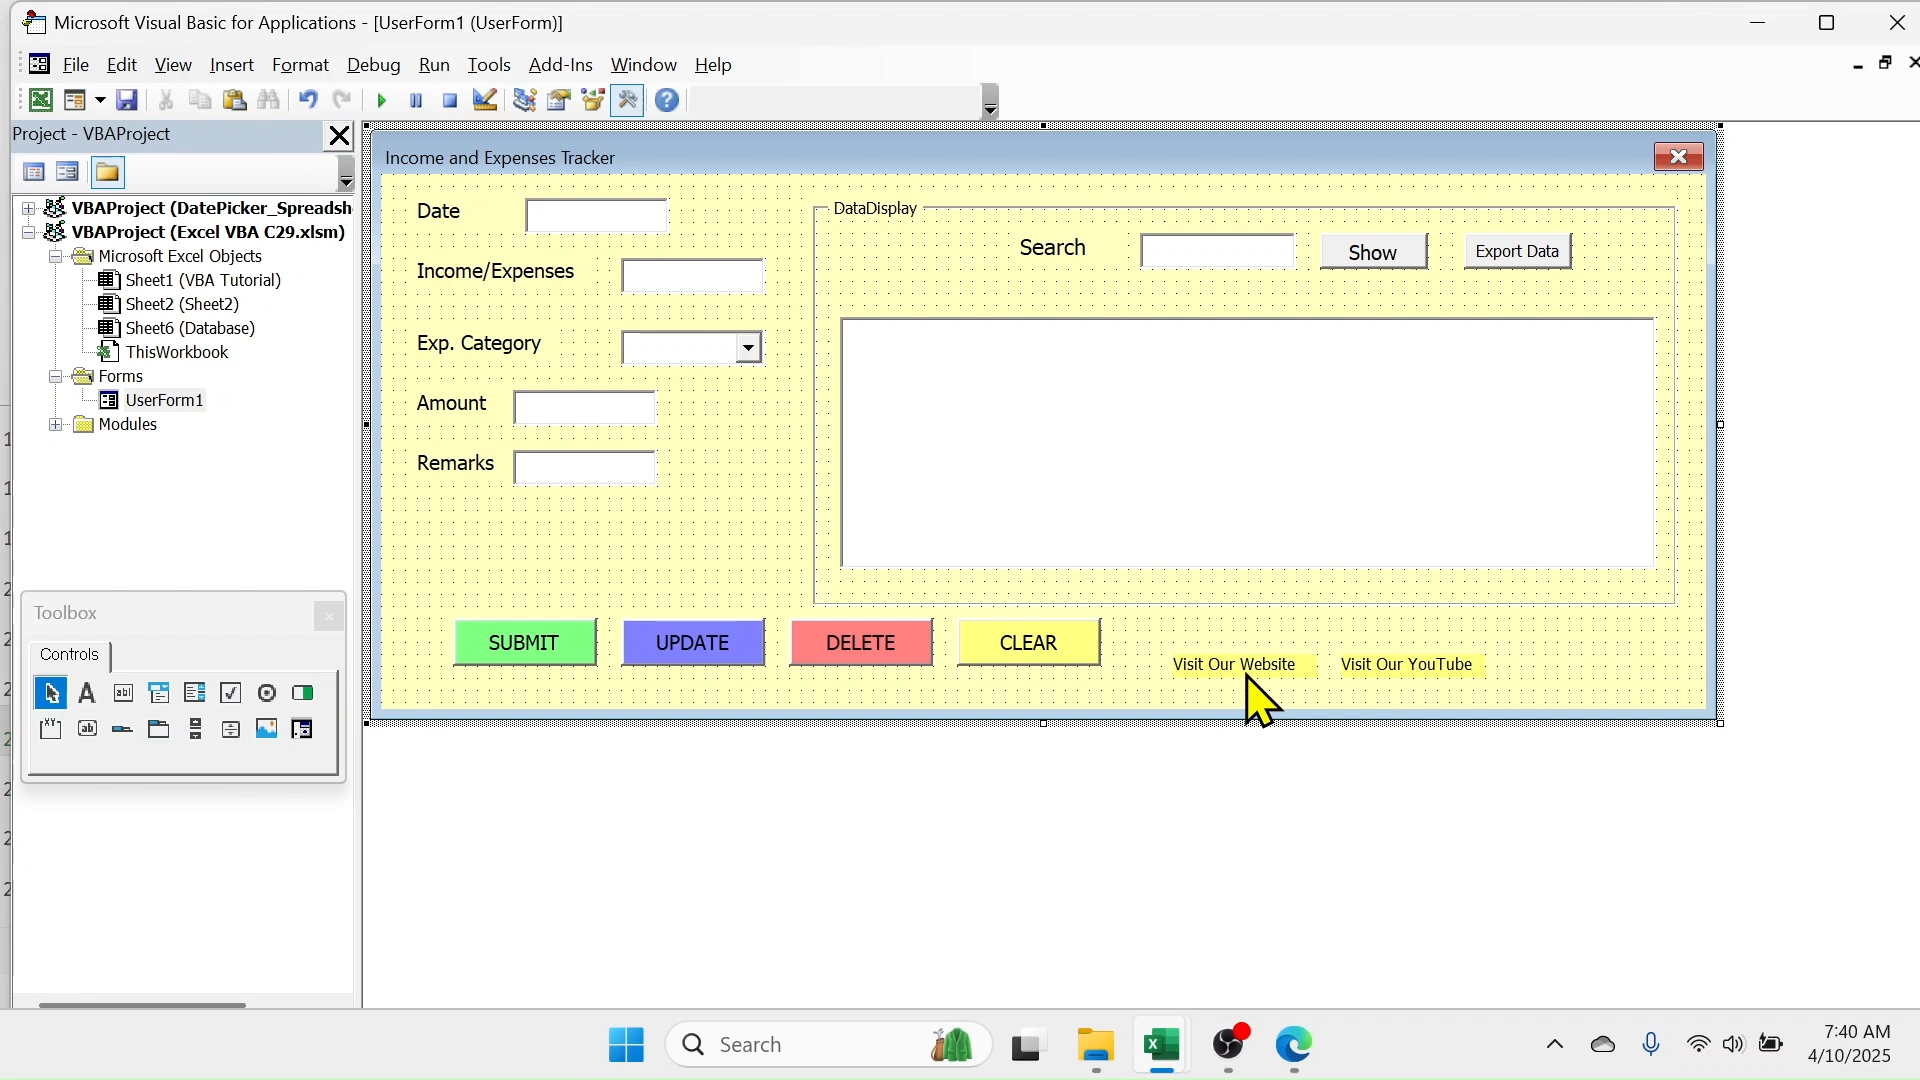 Microsoft Visual Basic for Applications - [UserForm1 (UserForm)]
File Edit View Insert Format Debug Run Tools Add-Ins Window Help
Project - VBAProject
VBAProject (DatePicker_Spreadsh
VBAProject (Excel VBA C29.xlsm)
Microsoft Excel Objects
Sheet1 (VBA Tutorial)
Sheet2 (Sheet2)
Sheet6 (Database)
ThisWorkbook
Forms
UserForm1
Modules
Toolbox
Controls
Income and Expenses Tracker
Date
Income/Expenses
Exp. Category
Amount
Remarks
DataDisplay
Search Show Export Data
SUBMIT UPDATE DELETE CLEAR
Visit Our Website Visit Our YouTube
Search
7:40 AM
4/10/2025